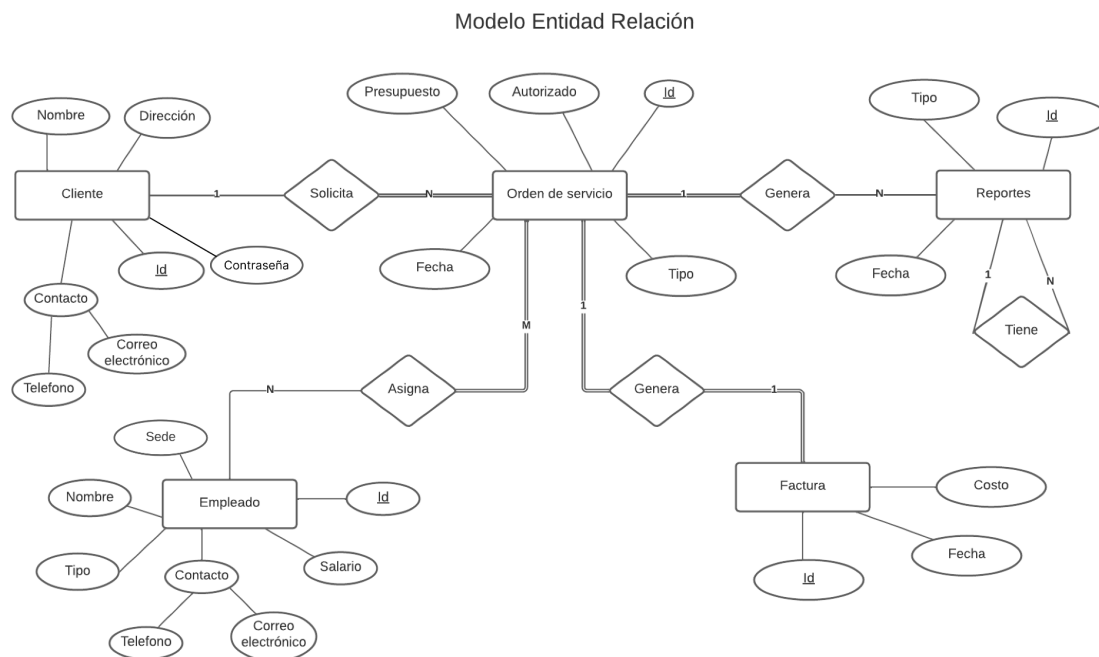 Modelo Entidad Relación
Presupuesto
Autorizado
Id
Tipo
Id
Nombre
Dirección
Cliente
1
Solicita
N
Orden de servicio
1
Genera
N
Reportes
Id
Contraseña
Fecha
Tipo
Fecha
1
N
Contacto
Tiene
Correo
electrónico
Telefono
M
1
N
Asigna
Genera
1
Sede
Nombre
Empleado
Id
Tipo
Contacto
Salario
Telefono
Correo
electrónico
Factura
Costo
Fecha
Id